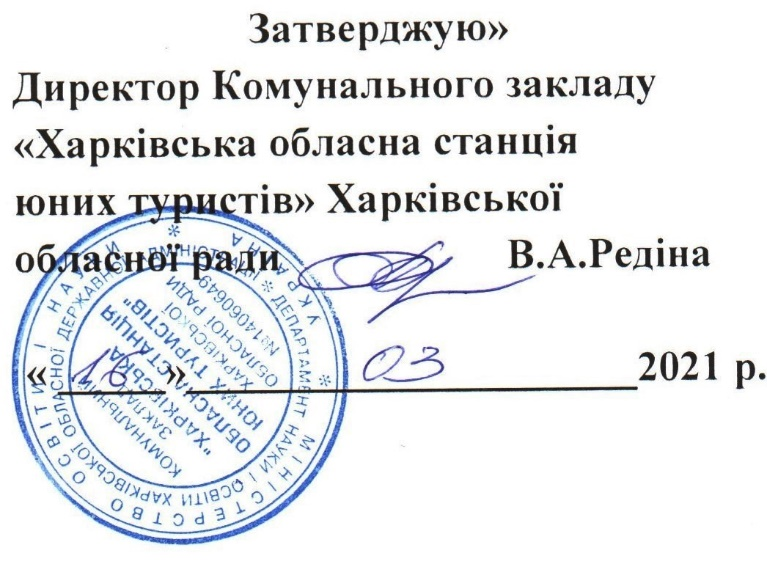 Затверджую»
Директор Комунального закладу
«Харківська обласна станція
юних туристів» Харківської
обласної ради В.А.Редіна
« 16 » 03 2021 р.
МІНІСТЕРСТВО ОСВІТИ І НАУКИ * УКРАЇНА *
ДЕПАРТАМЕНТ НАУКИ І ОСВІТИ ХАРКІВСЬКОЇ ОБЛАСНОЇ ДЕРЖАВНОЇ АДМІНІСТРАЦІЇ *
КОМУНАЛЬНИЙ
ЗАКЛАД
"ХАРКІВСЬКА
ОБЛАСНА СТАНЦІЯ
ЮНИХ ТУРИСТІВ"
ХАРКІВСЬКОЇ
ОБЛАСНОЇ РАДИ
№14060649